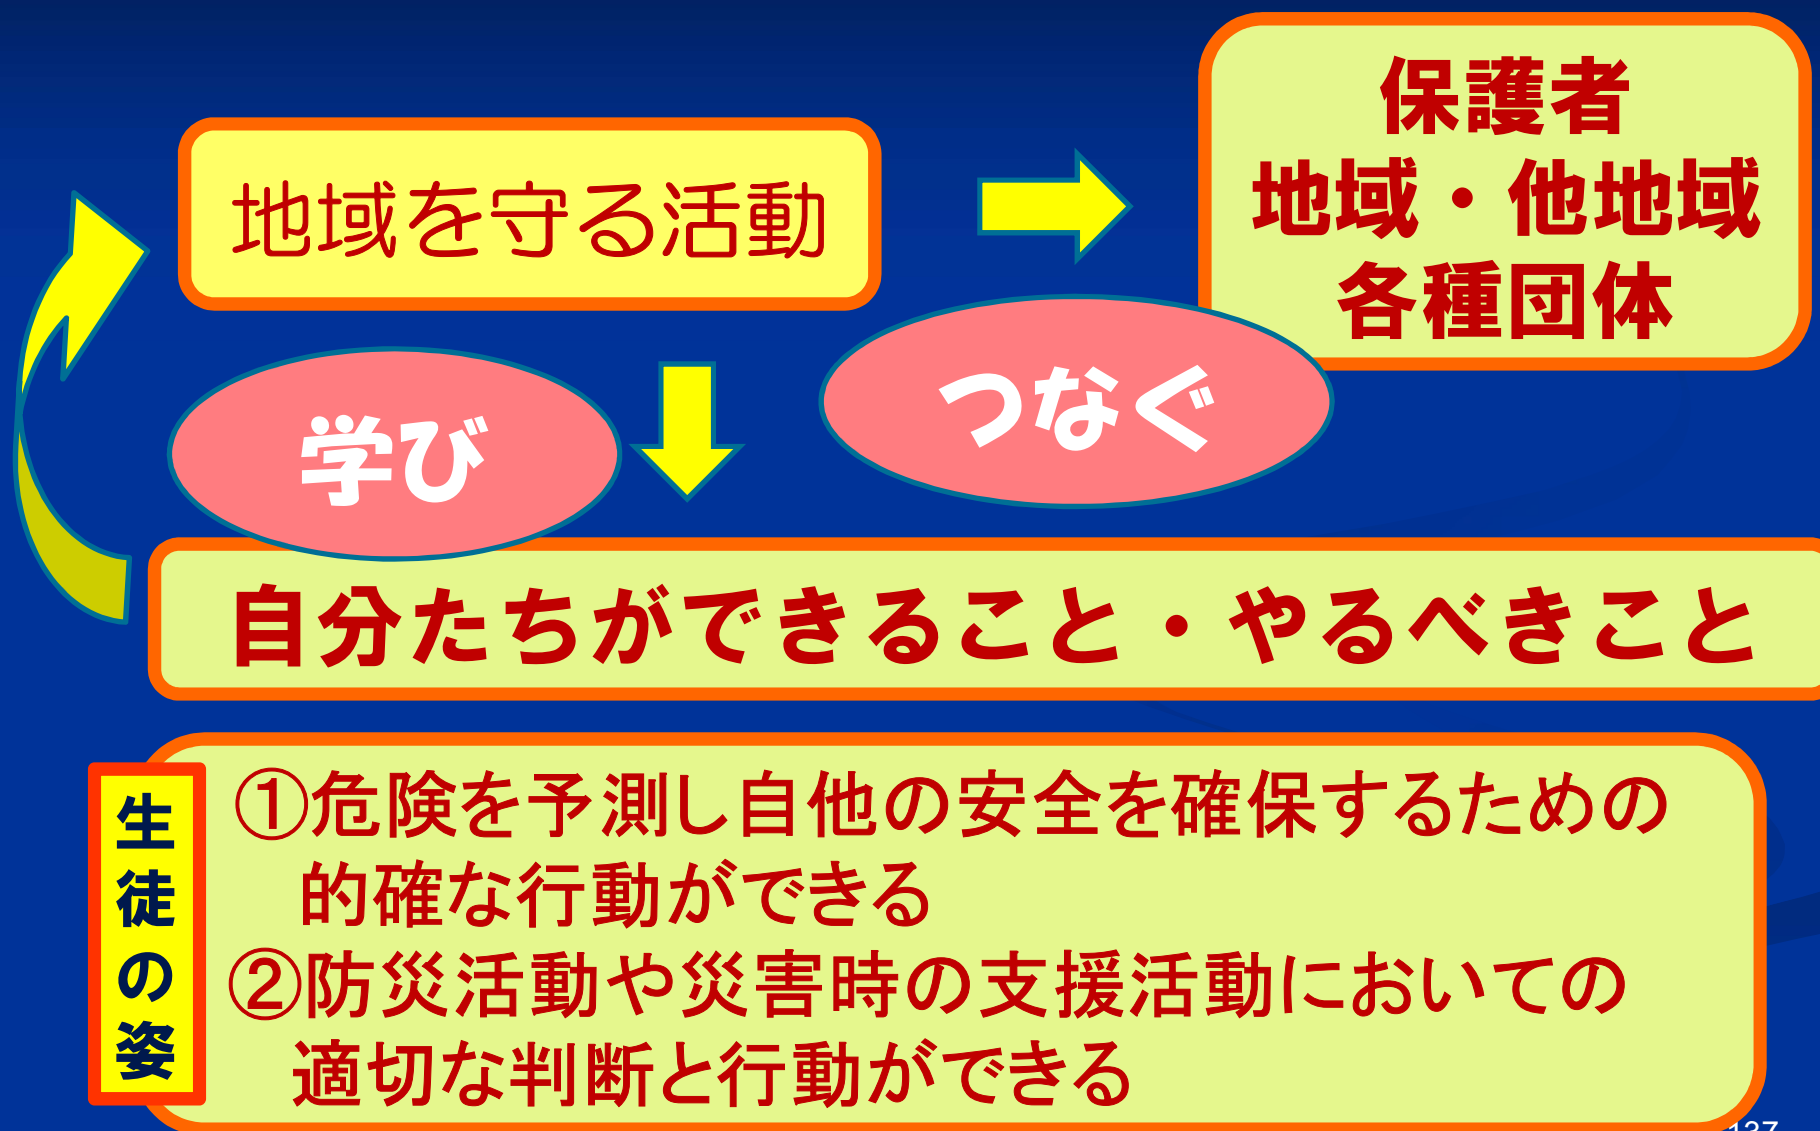 保護者
地域・他地域
各種団体
地域を守る活動
つなぐ
学び
自分たちができること・やるべきこと
生徒の姿
①危険を予測し自他の安全を確保するための
的確な行動ができる
②防災活動や災害時の支援活動においての
適切な判断と行動ができる